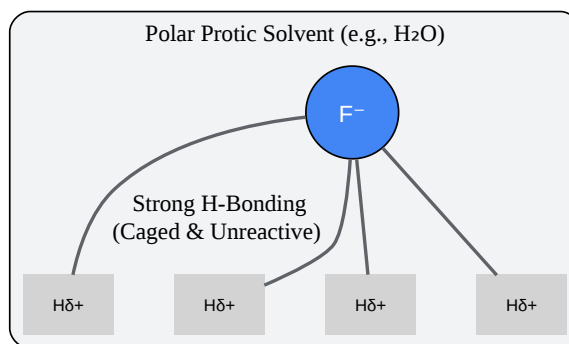 Polar Protic Solvent (e.g., H₂O)
F⁻
Strong H-Bonding
(Caged & Unreactive)
Hδ+ Hδ+ Hδ+ Hδ+